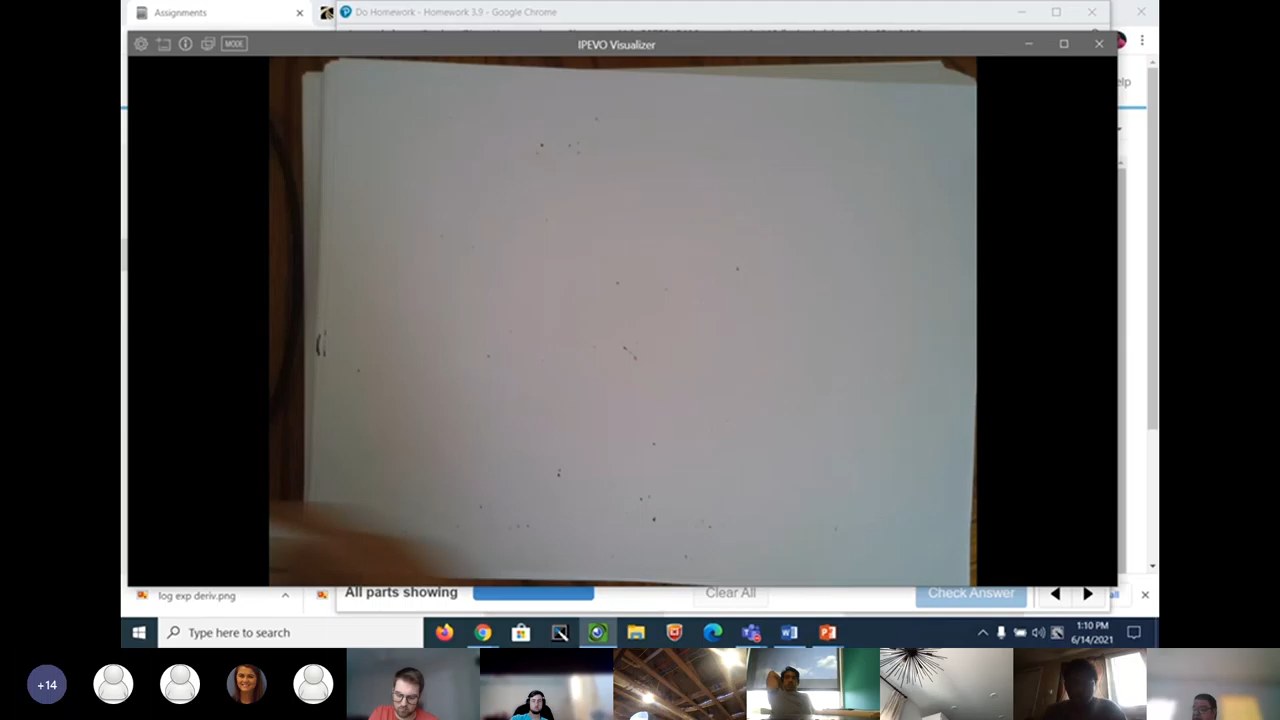 Assignments
Do Homework - Homework 3.9 - Google Chrome
MODE
IPEVO Visualizer
elp
log exp deriv.png
All parts showing
Clear All
Check Answer
Type here to search
1:10 PM
6/14/2021
+14